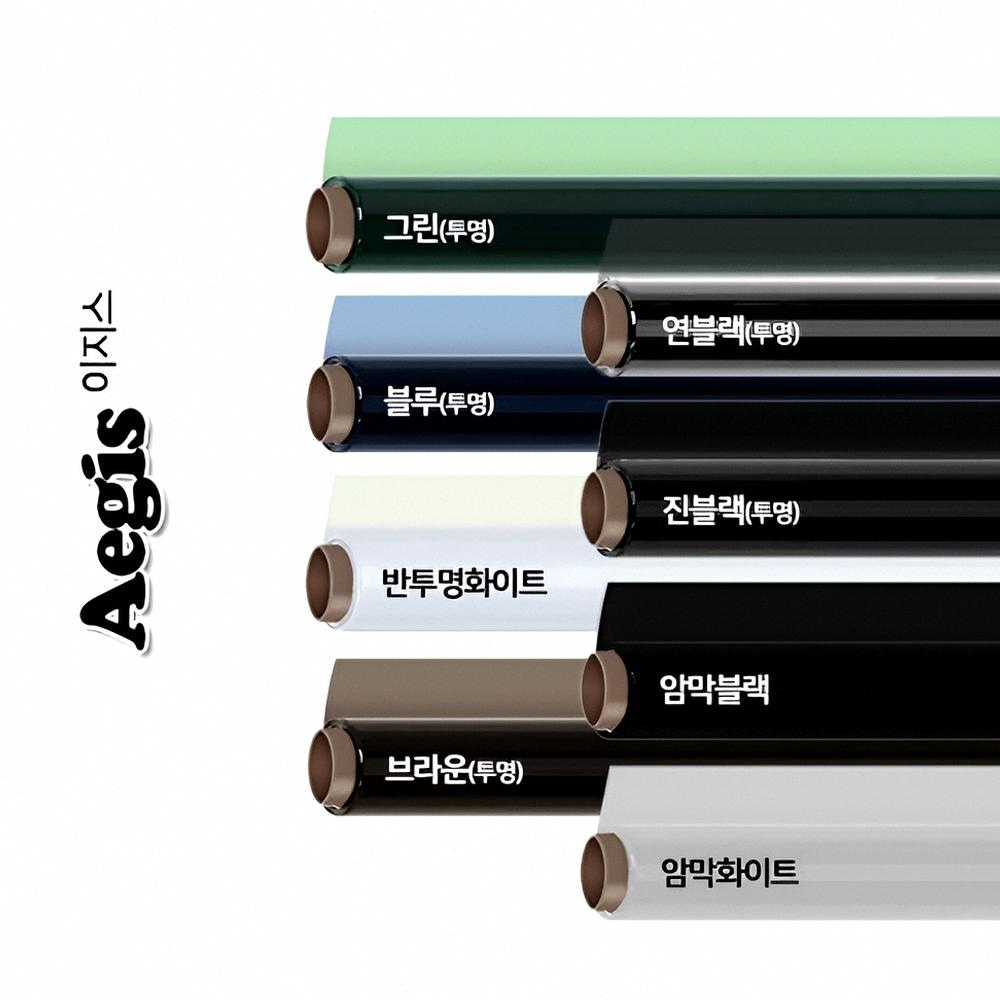 Aegis 이지스
그린(투명)
연블랙(투명)
블루(투명)
진블랙(투명)
반투명화이트
암막블랙
브라운(투명)
암막화이트